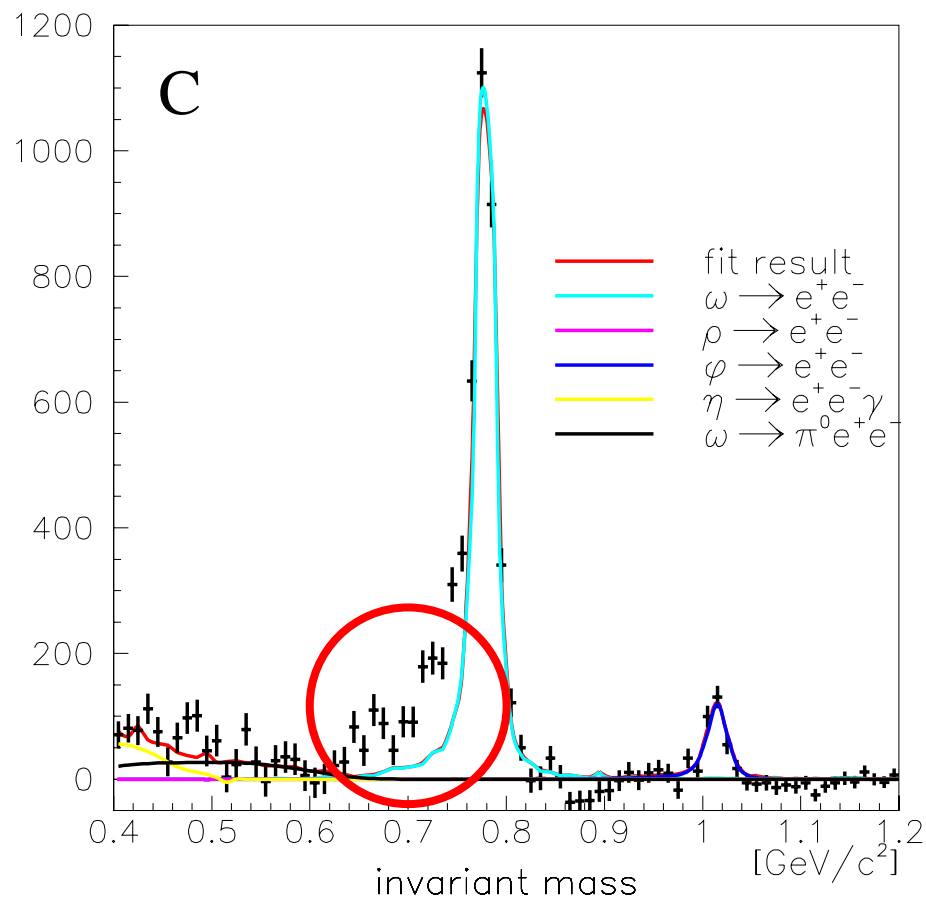 1200
C
1000
800
600
400
200
0
fit result
ω → e⁺e⁻
ρ → e⁺e⁻
φ → e⁺e⁻
η → e⁺e⁻γ
ω → π⁰e⁺e⁻
0.4 0.5 0.6 0.7 0.8 0.9 1 1.1 1.2
[GeV/c²]
invariant mass